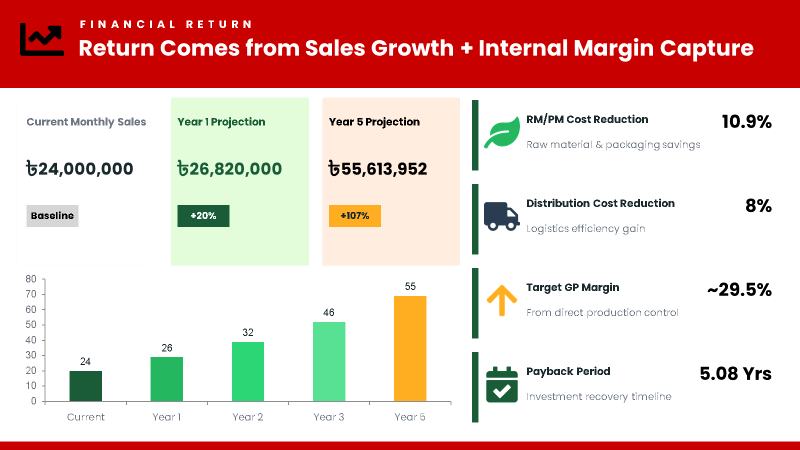 FINANCIAL RETURN
Return Comes from Sales Growth + Internal Margin Capture
Current Monthly Sales
৳24,000,000
Baseline
Year 1 Projection
৳26,820,000
+20%
Year 5 Projection
৳55,613,952
+107%
80
70
60
50
40
30
20
10
0
24
26
32
46
55
Current
Year 1
Year 2
Year 3
Year 5
RM/PM Cost Reduction
10.9%
Raw material & packaging savings
Distribution Cost Reduction
8%
Logistics efficiency gain
Target GP Margin
~29.5%
From direct production control
Payback Period
5.08 Yrs
Investment recovery timeline